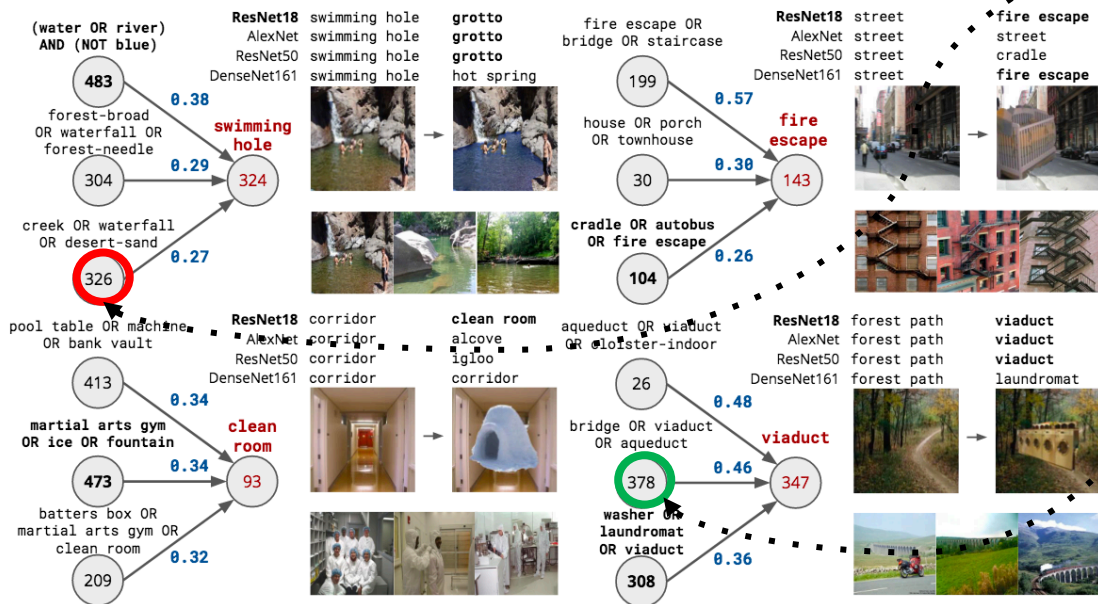 (water OR river)
AND (NOT blue)
483
0.38
forest-broad
OR waterfall OR
forest-needle
304
0.29
creek OR waterfall
OR desert-sand
326
0.27
swimming
hole
324
ResNet18 swimming hole grotto
AlexNet swimming hole grotto
ResNet50 swimming hole grotto
DenseNet161 swimming hole hot spring
fire escape OR
bridge OR staircase
199
0.57
house OR porch
OR townhouse
30
0.30
cradle OR autobus
OR fire escape
104
0.26
fire
escape
143
ResNet18 street fire escape
AlexNet street street
ResNet50 street cradle
DenseNet161 street fire escape
pool table OR machine
OR bank vault
413
0.34
martial arts gym
OR ice OR fountain
473
0.34
batters box OR
martial arts gym OR
clean room
209
0.32
clean
room
93
ResNet18 corridor clean room
AlexNet corridor alcove
ResNet50 corridor igloo
DenseNet161 corridor corridor
aqueduct OR viaduct
OR cloister-indoor
26
0.48
bridge OR viaduct
OR aqueduct
378
0.46
washer OR
laundromat
OR viaduct
308
0.36
viaduct
347
ResNet18 forest path viaduct
AlexNet forest path viaduct
ResNet50 forest path viaduct
DenseNet161 forest path laundromat